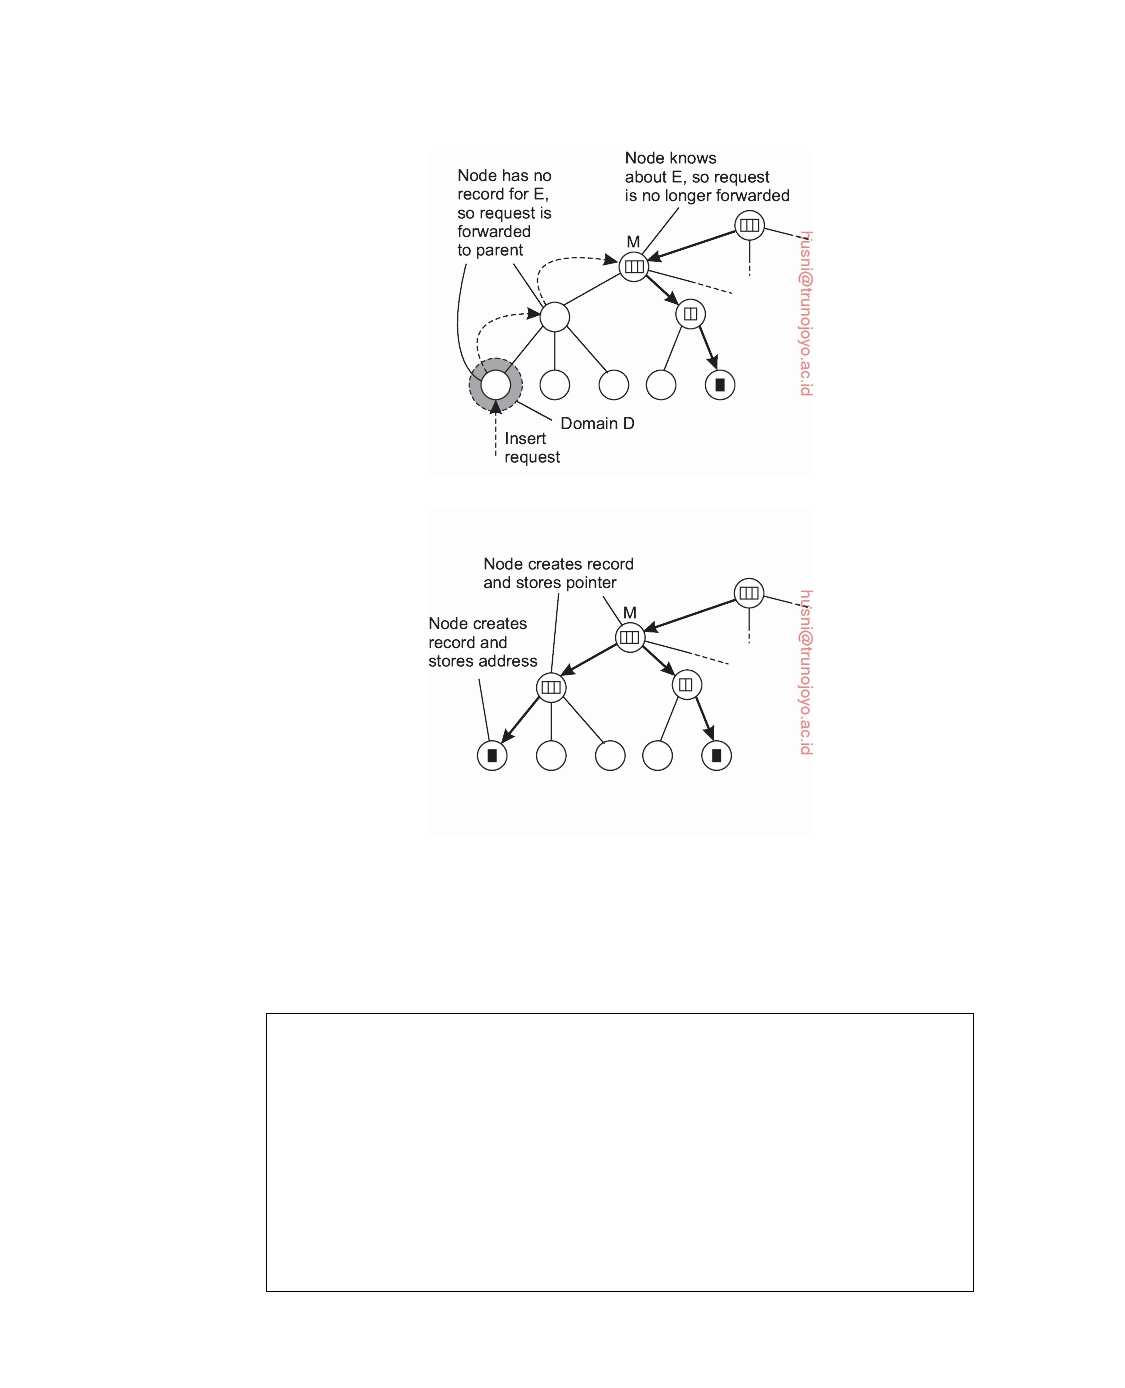 Node knows
about E, so request
is no longer forwarded
Node has no
record for E,
so request is
forwarded
to parent
M
Domain D
Insert
request
husni@trunojoyo.ac.id
Node creates record
and stores pointer
M
Node creates
record and
stores address
husni@trunojoyo.ac.id